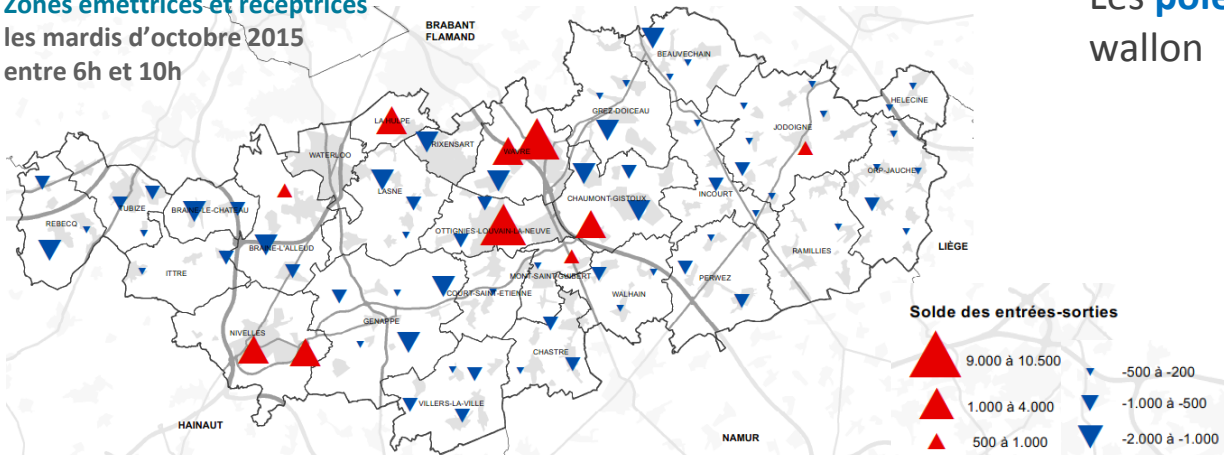 Zones émettrices et réceptrices
les mardis d'octobre 2015
entre 6h et 10h
wallon
BRABANT
FLAMAND
BEAUVECHAIN
HELECINE
GREZ-DOICEAU
LA HULPE
JODOIGNE
RIXENSART
WAVRE
WATERLOO
ORP-JAUCHE
LASNE
CHAUMONT-GISTOUX
INCOURT
TUBIZE
BRAINE-LE-CHATEAU
REBECQ
OTTIGNIES-LOUVAIN-LA-NEUVE
BRAINE-L'ALLEUD
LIÈGE
RAMILLIES
ITTRE
MONT-SAINT-GUIBERT
PERWEZ
COURT-SAINT-ETIENNE
WALHAIN
Solde des entrées-sorties
GENAPPE
NIVELLES
CHASTRE
9.000 à 10.500
-500 à -200
VILLERS-LA-VILLE
1.000 à 4.000
-1.000 à -500
HAINAUT
NAMUR
500 à 1.000
-2.000 à -1.000